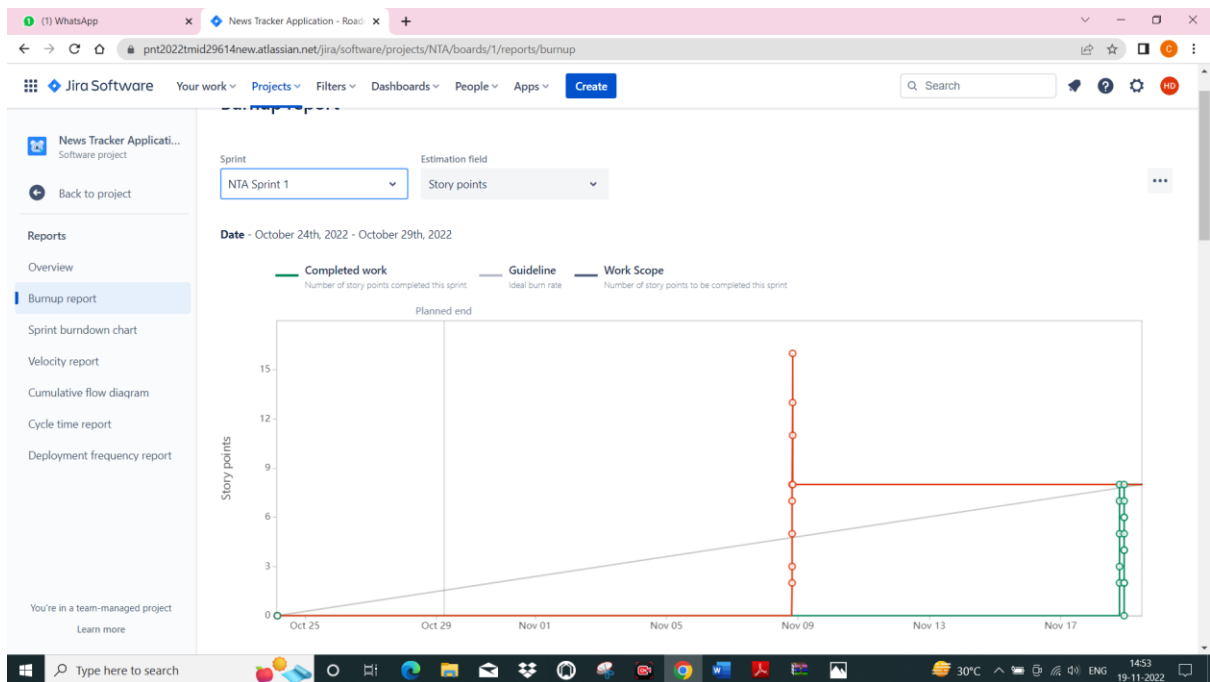 (1) WhatsApp
News Tracker Application - Road
pnt2022tmid29614new.atlassian.net/jira/software/projects/NTA/boards/1/reports/burnup
C
Jira Software Your work Projects Filters Dashboards People Apps Create Search HD
Burnup report
News Tracker Applicati...
Software project
Back to project
Reports
Overview
Burnup report
Sprint burndown chart
Velocity report
Cumulative flow diagram
Cycle time report
Deployment frequency report
You're in a team-managed project
Learn more
Sprint Estimation field
NTA Sprint 1 Story points
Date - October 24th, 2022 - October 29th, 2022
Completed work Guideline Work Scope
Number of story points completed this sprint Ideal burn rate Number of story points to be completed this sprint
Planned end
Story points
15
12
9
6
3
0
Oct 25 Oct 29 Nov 01 Nov 05 Nov 09 Nov 13 Nov 17
Type here to search 30°C ENG 14:53
19-11-2022